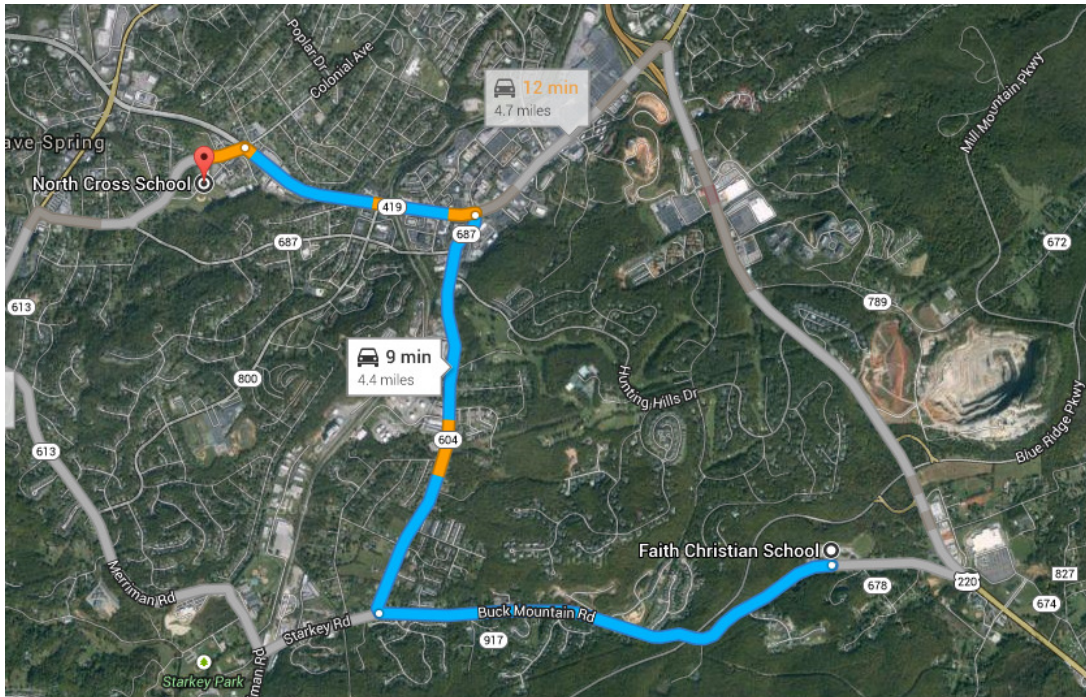 Poplar Dr
Colonial Ave
12 min
4.7 miles
Mill Mountain Pkwy
ave Spring
North Cross School
419
687
687
672
613
789
9 min
4.4 miles
800
Hunting Hills Dr
604
613
Blue Ridge Pkwy
Faith Christian School
Merriman Rd
678
220
827
674
Buck Mountain Rd
Starkey Rd
917
man Rd
Starkey Park